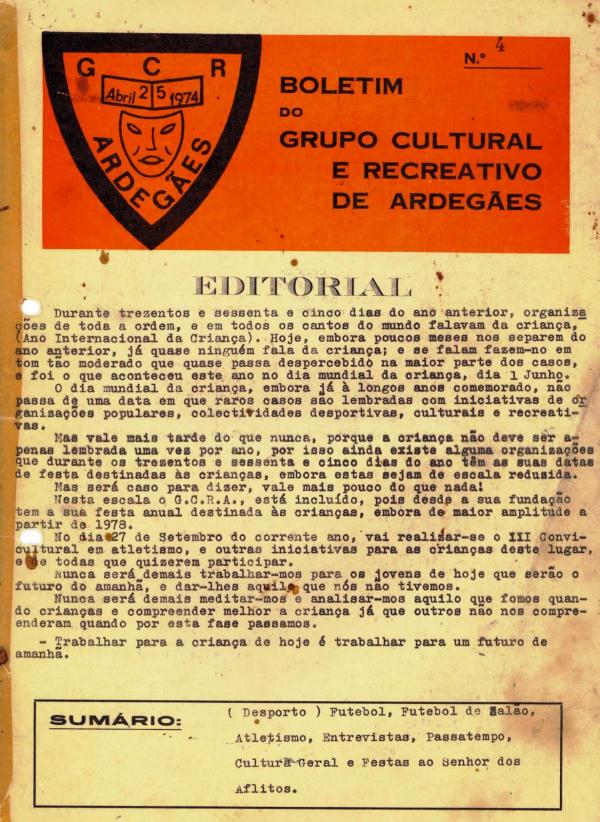 G C R
Abril 25 1974
ARDEGÃES
N.º 4
BOLETIM
DO
GRUPO CULTURAL
E RECREATIVO
DE ARDEGÃES
EDITORIAL
Durante trezentos e sessenta e cinco dias do ano anterior, organiza
ções de toda a ordem, e em todos os cantos do mundo falavam da criança,
(Ano Internacional da Criança). Hoje, embora poucos meses nos separem do
ano anterior, já quase ninguém fala da criança; e se falam fazem-no em
tom tão moderado que quase passa despercebido na maior parte dos casos,
e foi o que aconteceu este ano no dia mundial da criança, dia 1 Junho.
O dia mundial da criança, embora já à longos anos comemorado, não
passa de uma data em que raros casos são lembradas com iniciativas de or
ganizações populares, colectividades desportivas, culturais e recreati-
vas.
Mas vale mais tarde do que nunca, porque a criança não deve ser a-
penas lembrada uma vez por ano, por isso ainda existe alguma organizações
que durante os trezentos e sessenta e cinco dias do ano têm as suas datas
de festa destinadas às crianças, embora estas sejam de escala reduzida.
Mas será caso para dizer, vale mais pouco do que nada!
Nesta escala o G.C.R.A., está incluído, pois desde a sua fundação
tem a sua festa anual destinada às crianças, embora de maior amplitude a
partir de 1978.
No dia 27 de Setembro do corrente ano, vai realizar-se o III Convi-
cultural em atletismo, e outras iniciativas para as crianças deste lugar,
e de todas que quizerem participar.
Nunca será demais trabalhar-mos para os jovens de hoje que serão o
futuro do amanhã, e dar-lhes aquilo que nós não tivemos.
Nunca será demais meditar-mos e analisar-mos aquilo que fomos quan-
do crianças e compreender melhor a criança já que outros não nos compre-
enderam quando por esta fase passamos.
- Trabalhar para a criança de hoje é trabalhar para um futuro de
amanhã.
SUMÁRIO:
( Desporto ) Futebol, Futebol de Salão,
Atletismo, Entrevistas, Passatempo,
Cultura Geral e Festas ao Senhor dos
Aflitos.